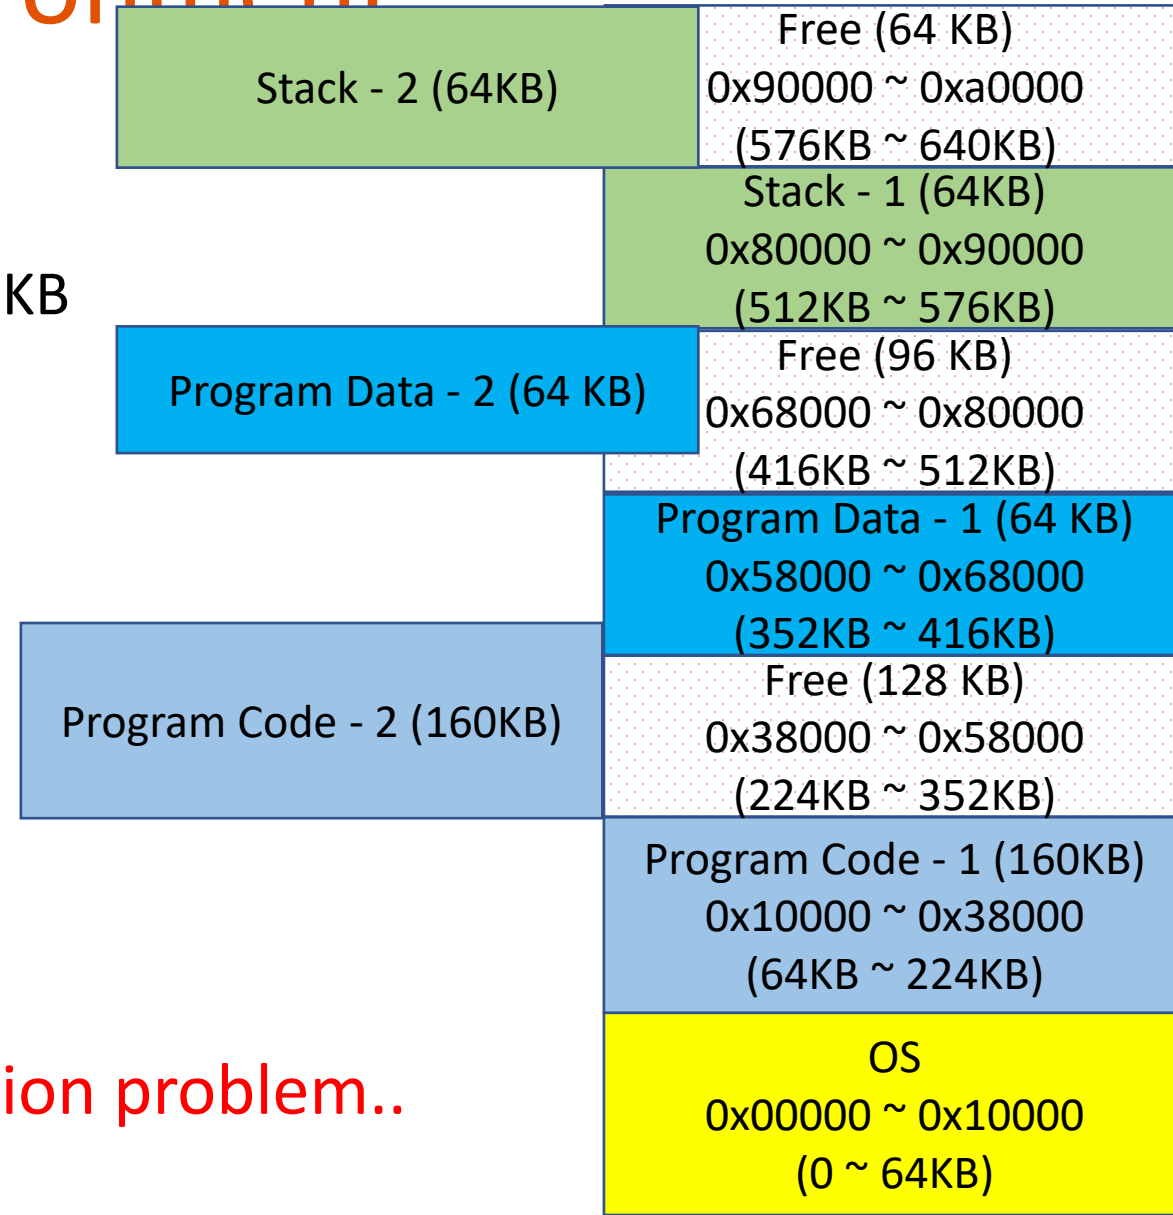 Stack - 2 (64KB)
Free (64 KB)
0x90000 ~ 0xa0000
(576KB ~ 640KB)
Stack - 1 (64KB)
0x80000 ~ 0x90000
(512KB ~ 576KB)
KB
Program Data - 2 (64 KB)
Free (96 KB)
0x68000 ~ 0x80000
(416KB ~ 512KB)
Program Data - 1 (64 KB)
0x58000 ~ 0x68000
(352KB ~ 416KB)
Program Code - 2 (160KB)
Free (128 KB)
0x38000 ~ 0x58000
(224KB ~ 352KB)
Program Code - 1 (160KB)
0x10000 ~ 0x38000
(64KB ~ 224KB)
ion problem..
OS
0x00000 ~ 0x10000
(0 ~ 64KB)